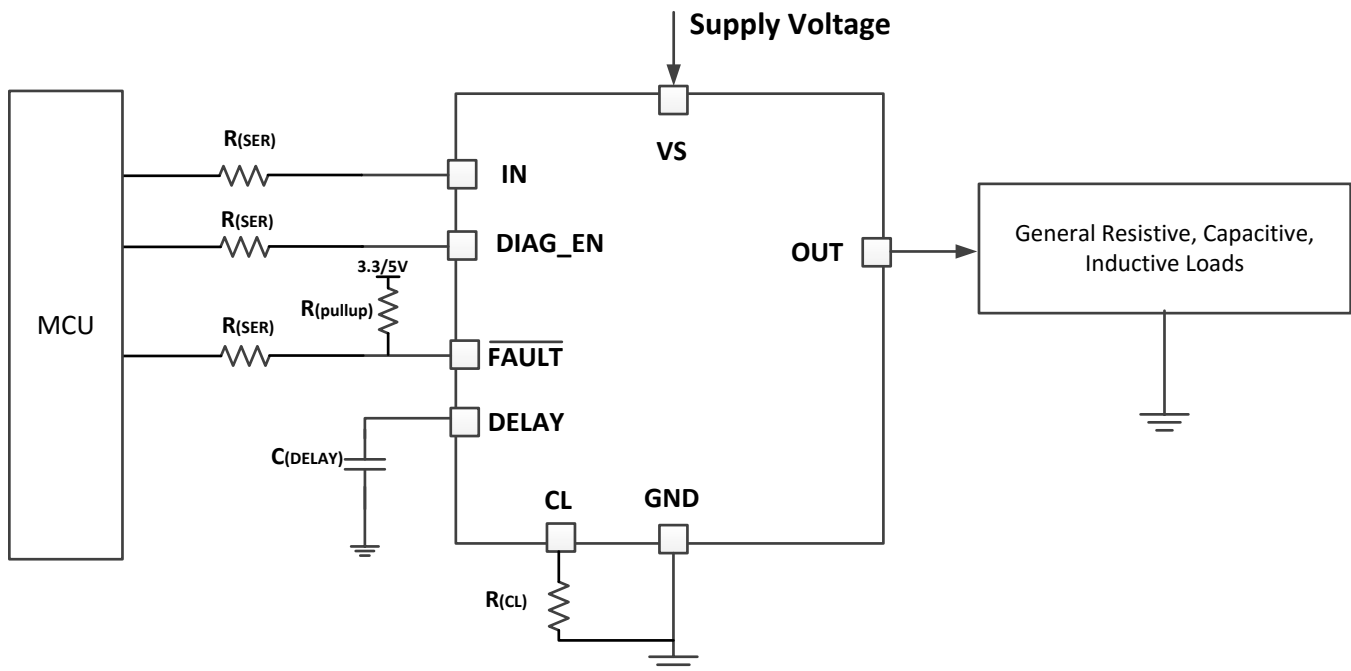 Supply Voltage
VS
MCU
R(SER)
IN
R(SER)
DIAG_EN
3.3/5V
R(pullup)
R(SER)
FAULT
DELAY
C(DELAY)
CL
GND
R(CL)
OUT
General Resistive, Capacitive,
Inductive Loads